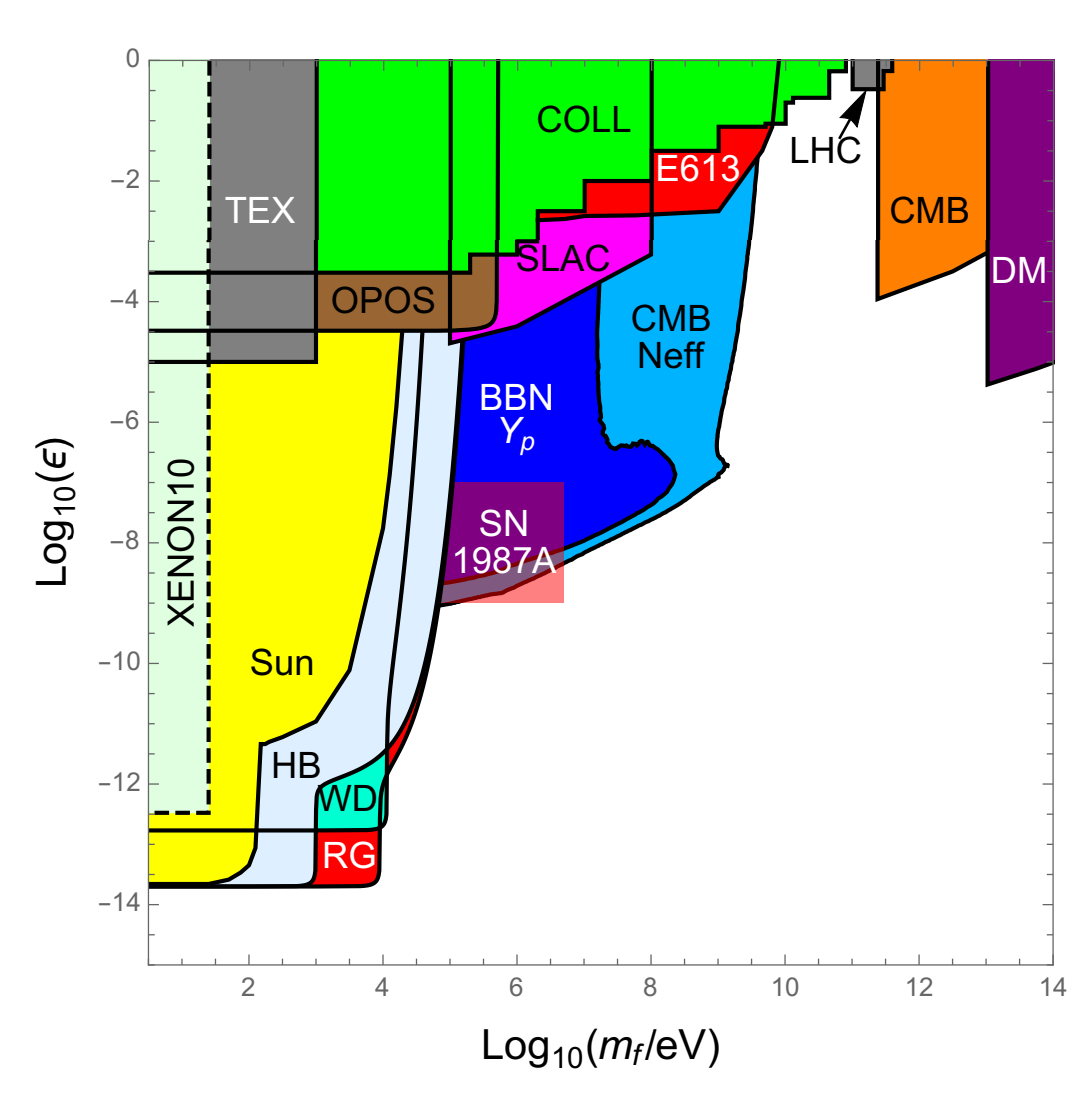 0
−2
−4
−6
−8
−10
−12
−14
Log10(ϵ)
COLL
LHC
E613
TEX
CMB
SLAC
DM
OPOS
CMB
Neff
BBN
Yp
XENON10
SN
1987A
Sun
HB
WD
RG
2
4
6
8
10
12
14
Log10(mf/eV)